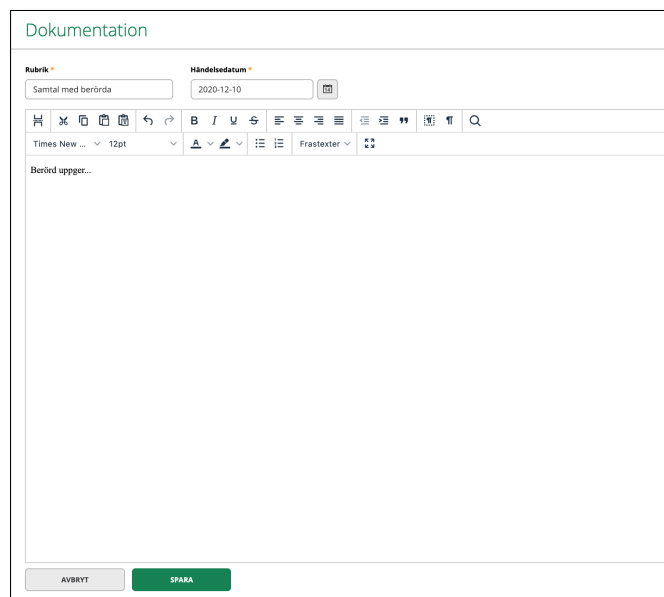 Dokumentation
Rubrik * Händelsedatum *
Samtal med berörda 2020-12-10
B I U S
Times New ... 12pt A Frastexter
Berörd uppger...
AVBRYT SPARA